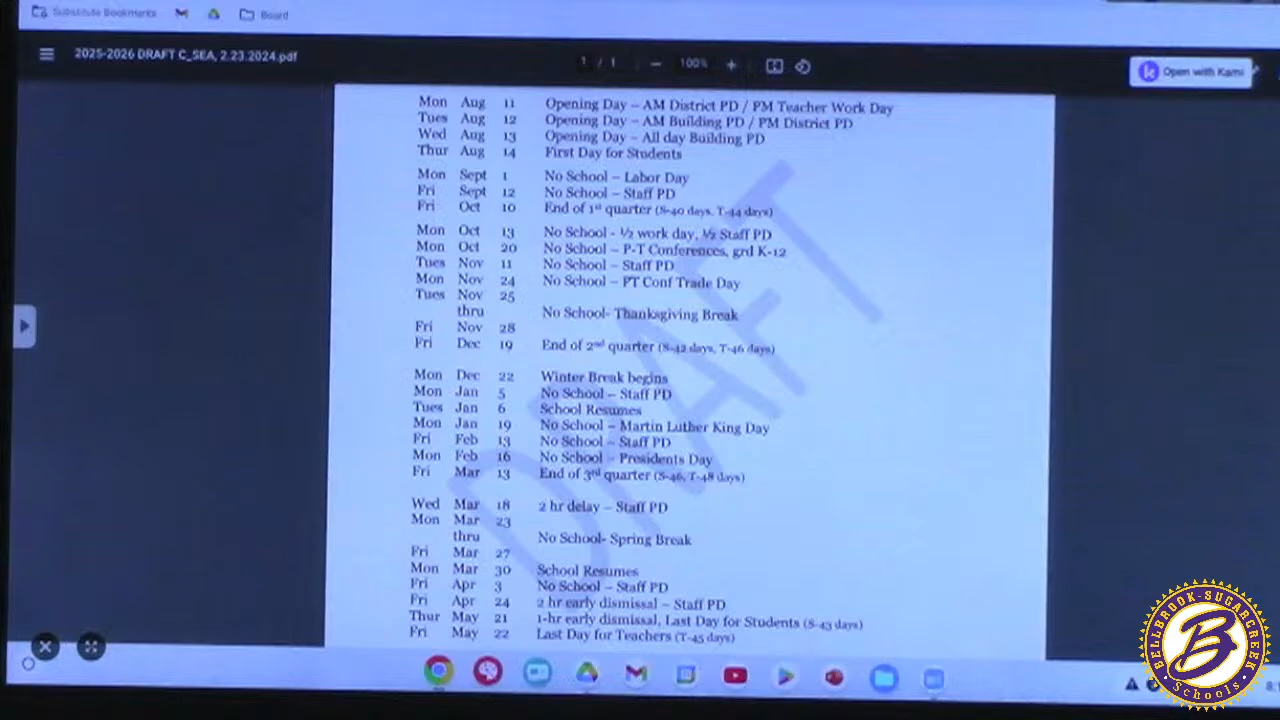 Substitute Bookmarks Board
2025-2026 DRAFT C_SEA, 2.23.2024.pdf 1 / 1 100% Open with Kami
Mon Aug 11 Opening Day – AM District PD / PM Teacher Work Day
Tues Aug 12 Opening Day – AM Building PD / PM District PD
Wed Aug 13 Opening Day – All day Building PD
Thur Aug 14 First Day for Students
Mon Sept 1 No School – Labor Day
Fri Sept 12 No School – Staff PD
Fri Oct 10 End of 1st quarter (S-40 days, T-44 days)
Mon Oct 13 No School - ½ work day, ½ Staff PD
Mon Oct 20 No School – P-T Conferences, grd K-12
Tues Nov 11 No School – Staff PD
Mon Nov 24 No School – PT Conf Trade Day
Tues Nov 25
thru No School- Thanksgiving Break
Fri Nov 28
Fri Dec 19 End of 2nd quarter (S-42 days, T-46 days)
Mon Dec 22 Winter Break begins
Mon Jan 5 No School – Staff PD
Tues Jan 6 School Resumes
Mon Jan 19 No School – Martin Luther King Day
Fri Feb 13 No School – Staff PD
Mon Feb 16 No School – Presidents Day
Fri Mar 13 End of 3rd quarter (S-46, T-48 days)
Wed Mar 18 2 hr delay – Staff PD
Mon Mar 23
thru No School- Spring Break
Fri Mar 27
Mon Mar 30 School Resumes
Fri Apr 3 No School – Staff PD
Fri Apr 24 2 hr early dismissal – Staff PD
Thur May 21 1-hr early dismissal, Last Day for Students (S-43 days)
Fri May 22 Last Day for Teachers (T-45 days)
DRAFT
BELLBROOK-SUGARCREEK
B
Schools